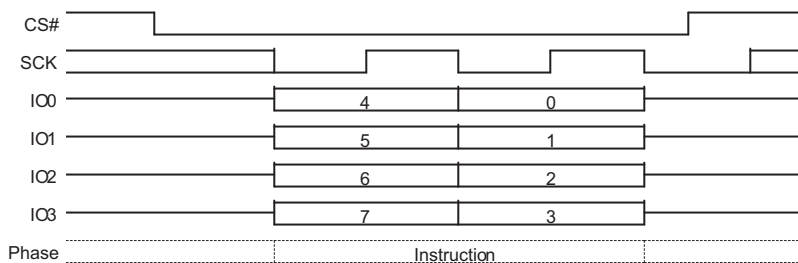 CS#
SCK
IO0 4 0
IO1 5 1
IO2 6 2
IO3 7 3
Phase Instruction